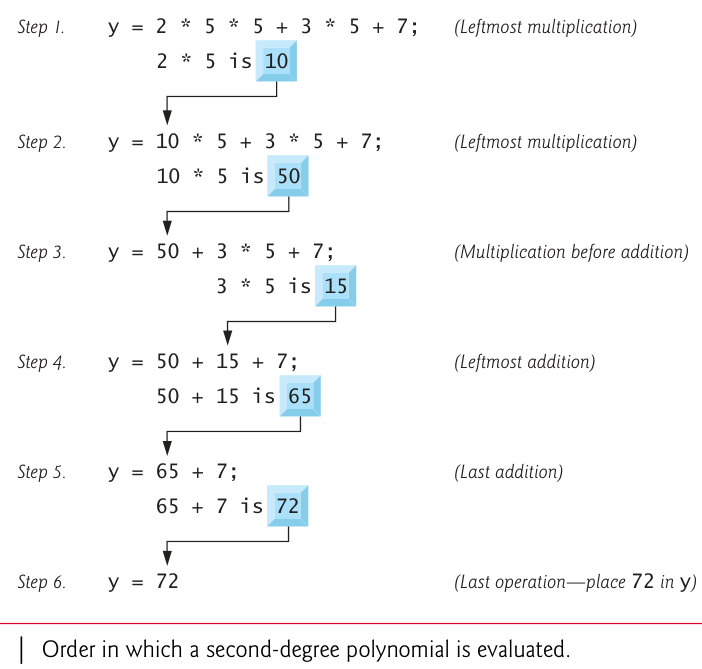 Step 1. y = 2 * 5 * 5 + 3 * 5 + 7; (Leftmost multiplication)
2 * 5 is 10
Step 2. y = 10 * 5 + 3 * 5 + 7; (Leftmost multiplication)
10 * 5 is 50
Step 3. y = 50 + 3 * 5 + 7; (Multiplication before addition)
3 * 5 is 15
Step 4. y = 50 + 15 + 7; (Leftmost addition)
50 + 15 is 65
Step 5. y = 65 + 7; (Last addition)
65 + 7 is 72
Step 6. y = 72 (Last operation—place 72 in y)
Order in which a second-degree polynomial is evaluated.